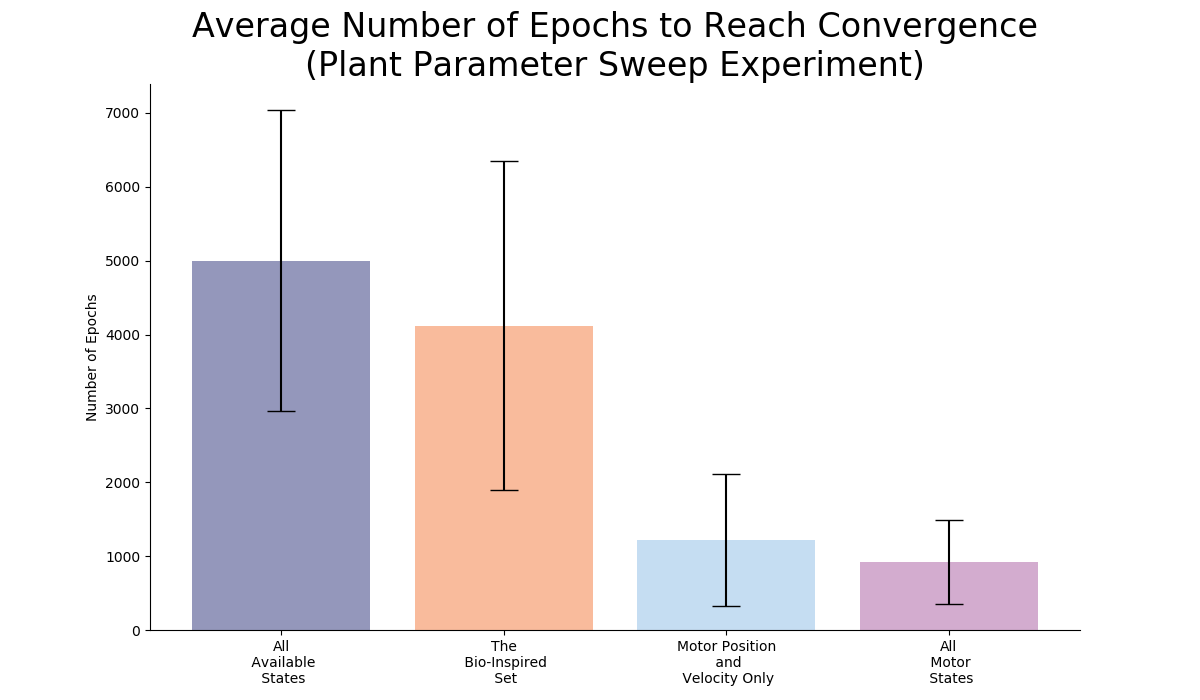 Average Number of Epochs to Reach Convergence
(Plant Parameter Sweep Experiment)
Number of Epochs
7000
6000
5000
4000
3000
2000
1000
0
All
Available
States
The
Bio-Inspired
Set
Motor Position
and
Velocity Only
All
Motor
States